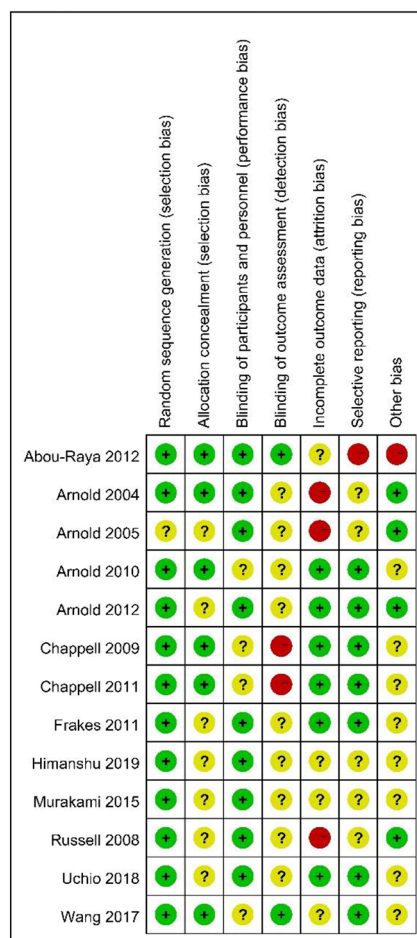 Random sequence generation (selection bias)
Allocation concealment (selection bias)
Blinding of participants and personnel (performance bias)
Blinding of outcome assessment (detection bias)
Incomplete outcome data (attrition bias)
Selective reporting (reporting bias)
Other bias
Abou-Raya 2012 + + + + ? - -
Arnold 2004 + + + ? - ? +
Arnold 2005 ? ? + ? - ? +
Arnold 2010 + + ? ? + + ?
Arnold 2012 + ? + ? + + +
Chappell 2009 + + ? - + + ?
Chappell 2011 + + ? - + + ?
Frakes 2011 + ? + ? + + ?
Himanshu 2019 + ? + ? ? ? ?
Murakami 2015 + ? + ? ? ? ?
Russell 2008 + ? + ? - ? +
Uchio 2018 + ? + ? + + ?
Wang 2017 + + ? + ? + ?